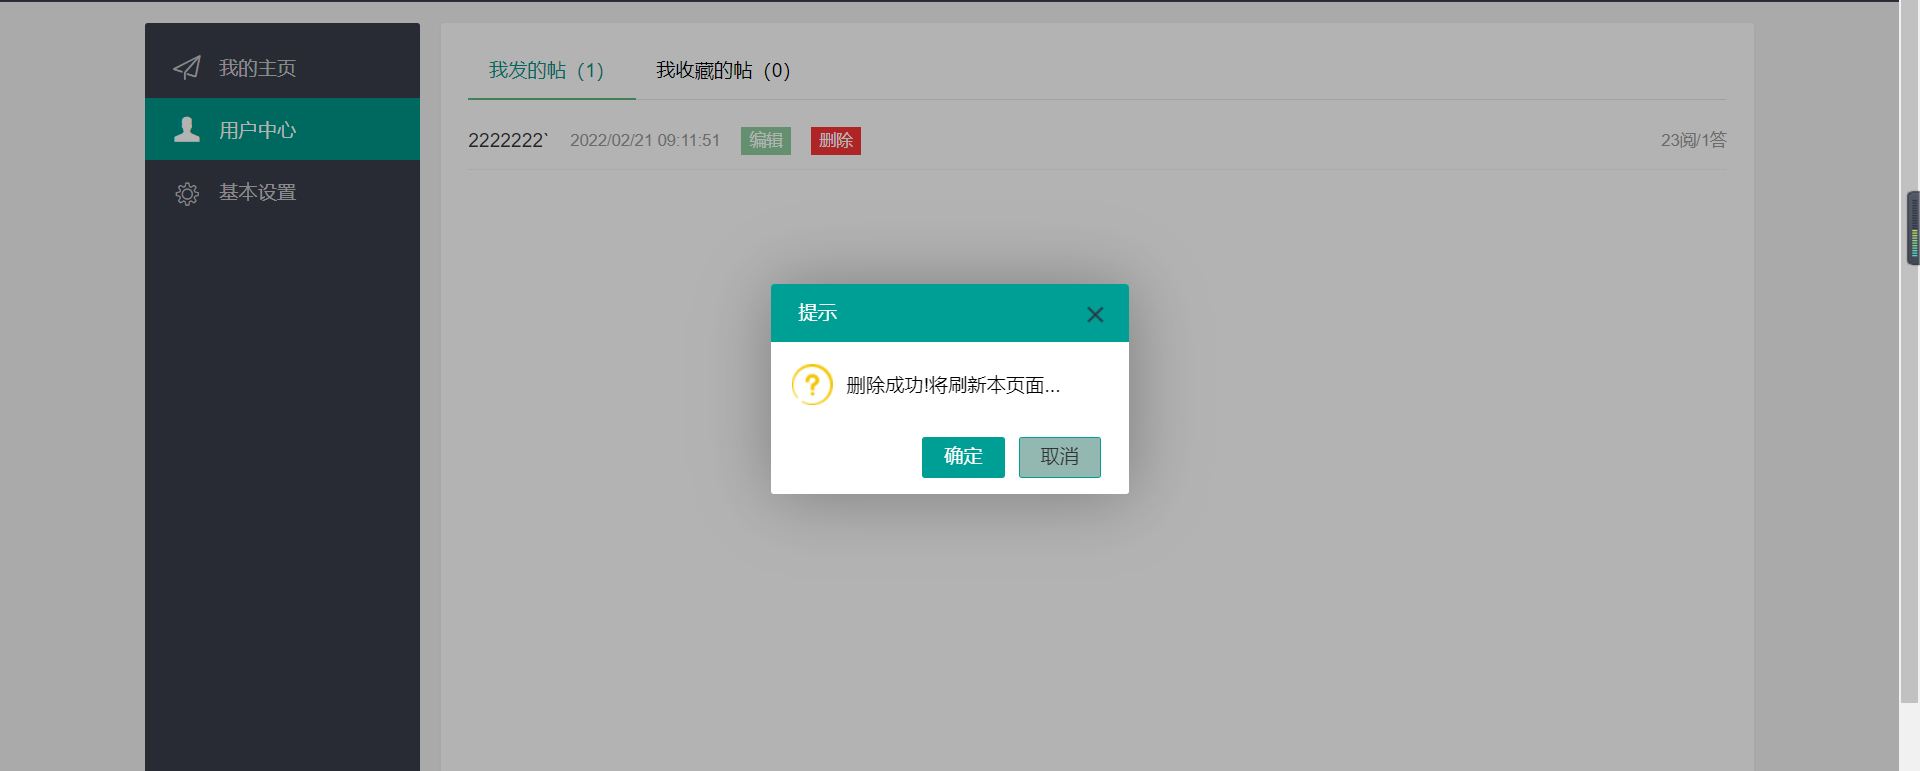 我的主页
用户中心
基本设置
我发的帖（1） 我收藏的帖（0）
2222222` 2022/02/21 09:11:51 编辑 删除 23阅/1答
提示
删除成功!将刷新本页面...
确定 取消